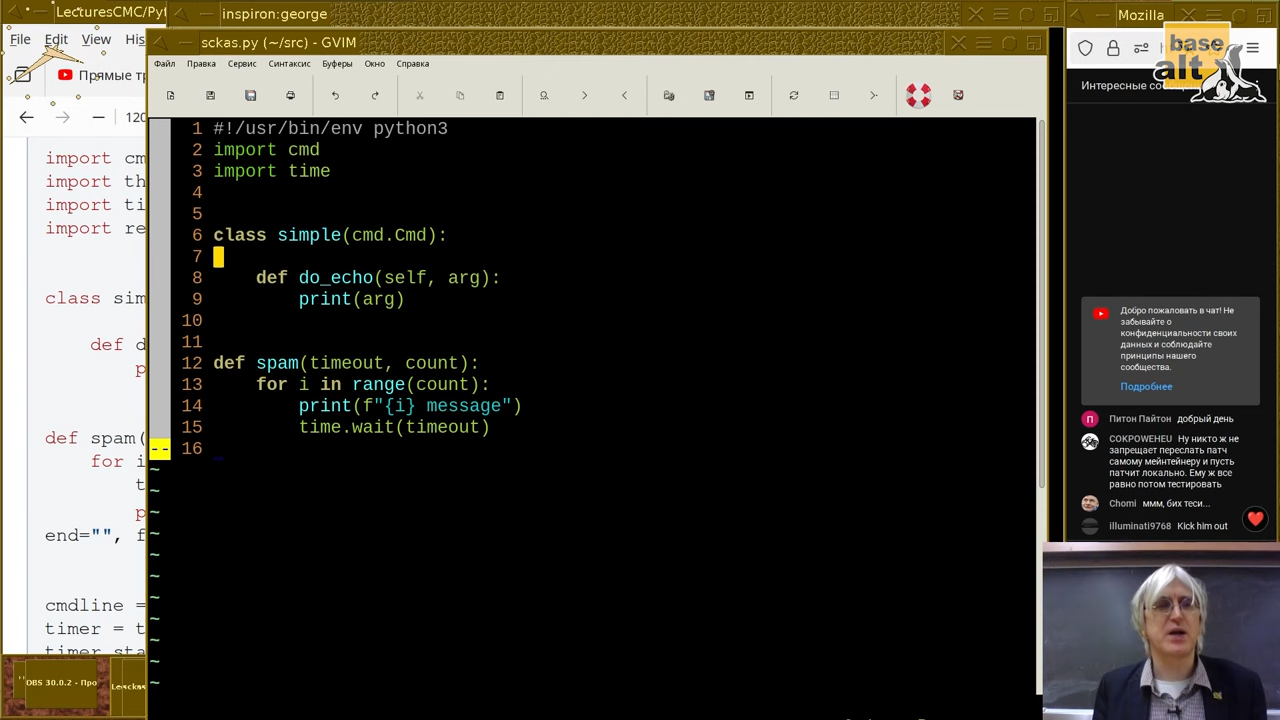 LecturesCMC/Pyt
inspiron:george
Mozilla
File Edit View His
Прямые тр
120
import cm
import th
import ti
import re
class sim
def d
p
def spam(
for i
t
p
end="", f
cmdline =
timer = t
timer sta
OBS 30.0.2 - Про
sckas.py (~/src) - GVIM
Файл Правка Сервис Синтаксис Буферы Окно Справка
1 #!/usr/bin/env python3
2 import cmd
3 import time
4
5
6 class simple(cmd.Cmd):
7
8 def do_echo(self, arg):
9 print(arg)
10
11
12 def spam(timeout, count):
13 for i in range(count):
14 print(f"{i} message")
15 time.wait(timeout)
-- 16
~
~
~
~
~
~
~
~
~
~
~
base
alt
Интересные со
Добро пожаловать в чат! Не
забывайте о
конфиденциальности своих
данных и соблюдайте
принципы нашего
сообщества.
Подробнее
П Питон Пайтон добрый день
COKPOWEHEU Ну никто ж не
запрещает переслать патч
самому мейнтейнеру и пусть
патчит локально. Ему ж все
равно потом тестировать
Chomi ммм, бих теси...
illuminati9768 Kick him out